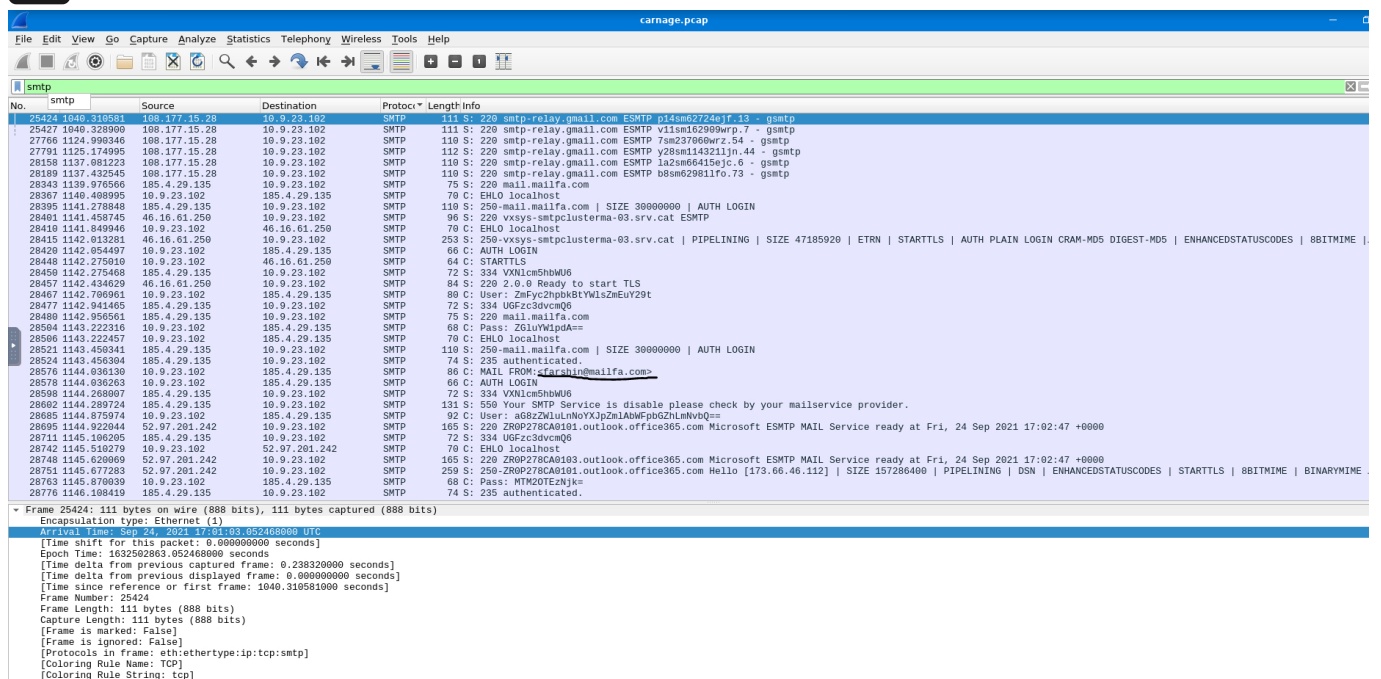 carnage.pcap
File Edit View Go Capture Analyze Statistics Telephony Wireless Tools Help
smtp
smtp
No. Source Destination Protoc Length Info
25424 1040.310581 108.177.15.28 10.9.23.102 SMTP 111 S: 220 smtp-relay.gmail.com ESMTP p14sm62724ejf.13 - gsmtp
25427 1040.328900 108.177.15.28 10.9.23.102 SMTP 111 S: 220 smtp-relay.gmail.com ESMTP v11sm162909wrp.7 - gsmtp
27766 1124.990346 108.177.15.28 10.9.23.102 SMTP 110 S: 220 smtp-relay.gmail.com ESMTP 7sm237060wrz.54 - gsmtp
27791 1125.174995 108.177.15.28 10.9.23.102 SMTP 112 S: 220 smtp-relay.gmail.com ESMTP y28sm114321ljn.44 - gsmtp
28158 1137.081223 108.177.15.28 10.9.23.102 SMTP 110 S: 220 smtp-relay.gmail.com ESMTP la2sm66415ejc.6 - gsmtp
28189 1137.432545 108.177.15.28 10.9.23.102 SMTP 110 S: 220 smtp-relay.gmail.com ESMTP b8sm62981lfo.73 - gsmtp
28343 1139.976566 185.4.29.135 10.9.23.102 SMTP 75 S: 220 mail.mailfa.com
28367 1140.408995 10.9.23.102 185.4.29.135 SMTP 70 C: EHLO localhost
28395 1141.278848 185.4.29.135 10.9.23.102 SMTP 110 S: 250-mail.mailfa.com | SIZE 30000000 | AUTH LOGIN
28401 1141.458745 46.16.61.250 10.9.23.102 SMTP 96 S: 220 vxsys-smtpclusterma-03.srv.cat ESMTP
28410 1141.849946 10.9.23.102 46.16.61.250 SMTP 70 C: EHLO localhost
28415 1142.013281 46.16.61.250 10.9.23.102 SMTP 253 S: 250-vxsys-smtpclusterma-03.srv.cat | PIPELINING | SIZE 47185920 | ETRN | STARTTLS | AUTH PLAIN LOGIN CRAM-MD5 DIGEST-MD5 | ENHANCEDSTATUSCODES | 8BITMIME |
28420 1142.054497 10.9.23.102 185.4.29.135 SMTP 66 C: AUTH LOGIN
28448 1142.275010 10.9.23.102 46.16.61.250 SMTP 64 C: STARTTLS
28450 1142.275468 185.4.29.135 10.9.23.102 SMTP 72 S: 334 VXNlcm5hbWU6
28457 1142.434629 46.16.61.250 10.9.23.102 SMTP 84 S: 220 2.0.0 Ready to start TLS
28467 1142.706961 10.9.23.102 185.4.29.135 SMTP 80 C: User: ZmFyc2hpbkBtYWlsZmEuY29t
28477 1142.941465 185.4.29.135 10.9.23.102 SMTP 72 S: 334 UGFzc3dvcmQ6
28480 1142.956561 185.4.29.135 10.9.23.102 SMTP 75 S: 220 mail.mailfa.com
28504 1143.222316 10.9.23.102 185.4.29.135 SMTP 68 C: Pass: ZGluYW1pdA==
28506 1143.222457 10.9.23.102 185.4.29.135 SMTP 70 C: EHLO localhost
28521 1143.450341 185.4.29.135 10.9.23.102 SMTP 110 S: 250-mail.mailfa.com | SIZE 30000000 | AUTH LOGIN
28524 1143.456304 185.4.29.135 10.9.23.102 SMTP 74 S: 235 authenticated.
28576 1144.036130 10.9.23.102 185.4.29.135 SMTP 86 C: MAIL FROM:<farshin@mailfa.com>
28578 1144.036263 10.9.23.102 185.4.29.135 SMTP 66 C: AUTH LOGIN
28598 1144.268007 185.4.29.135 10.9.23.102 SMTP 72 S: 334 VXNlcm5hbWU6
28602 1144.289724 185.4.29.135 10.9.23.102 SMTP 131 S: 550 Your SMTP Service is disable please check by your mailservice provider.
28685 1144.875974 10.9.23.102 185.4.29.135 SMTP 92 C: User: aG8zZWluLnNoYXJpZmlAbWFpbGZhLmNvbQ==
28695 1144.922044 52.97.201.242 10.9.23.102 SMTP 165 S: 220 ZR0P278CA0101.outlook.office365.com Microsoft ESMTP MAIL Service ready at Fri, 24 Sep 2021 17:02:47 +0000
28711 1145.106205 185.4.29.135 10.9.23.102 SMTP 72 S: 334 UGFzc3dvcmQ6
28742 1145.510279 10.9.23.102 52.97.201.242 SMTP 70 C: EHLO localhost
28748 1145.620069 52.97.201.242 10.9.23.102 SMTP 165 S: 220 ZR0P278CA0103.outlook.office365.com Microsoft ESMTP MAIL Service ready at Fri, 24 Sep 2021 17:02:47 +0000
28751 1145.677283 52.97.201.242 10.9.23.102 SMTP 259 S: 250-ZR0P278CA0101.outlook.office365.com Hello [173.66.46.112] | SIZE 157286400 | PIPELINING | DSN | ENHANCEDSTATUSCODES | STARTTLS | 8BITMIME | BINARYMIME
28763 1145.870039 10.9.23.102 185.4.29.135 SMTP 68 C: Pass: MTM2OTEzNjk=
28776 1146.108419 185.4.29.135 10.9.23.102 SMTP 74 S: 235 authenticated.
Frame 25424: 111 bytes on wire (888 bits), 111 bytes captured (888 bits)
Encapsulation type: Ethernet (1)
Arrival Time: Sep 24, 2021 17:01:03.052468000 UTC
[Time shift for this packet: 0.000000000 seconds]
Epoch Time: 1632502863.052468000 seconds
[Time delta from previous captured frame: 0.238320000 seconds]
[Time delta from previous displayed frame: 0.000000000 seconds]
[Time since reference or first frame: 1040.310581000 seconds]
Frame Number: 25424
Frame Length: 111 bytes (888 bits)
Capture Length: 111 bytes (888 bits)
[Frame is marked: False]
[Frame is ignored: False]
[Protocols in frame: eth:ethertype:ip:tcp:smtp]
[Coloring Rule Name: TCP]
[Coloring Rule String: tcp]